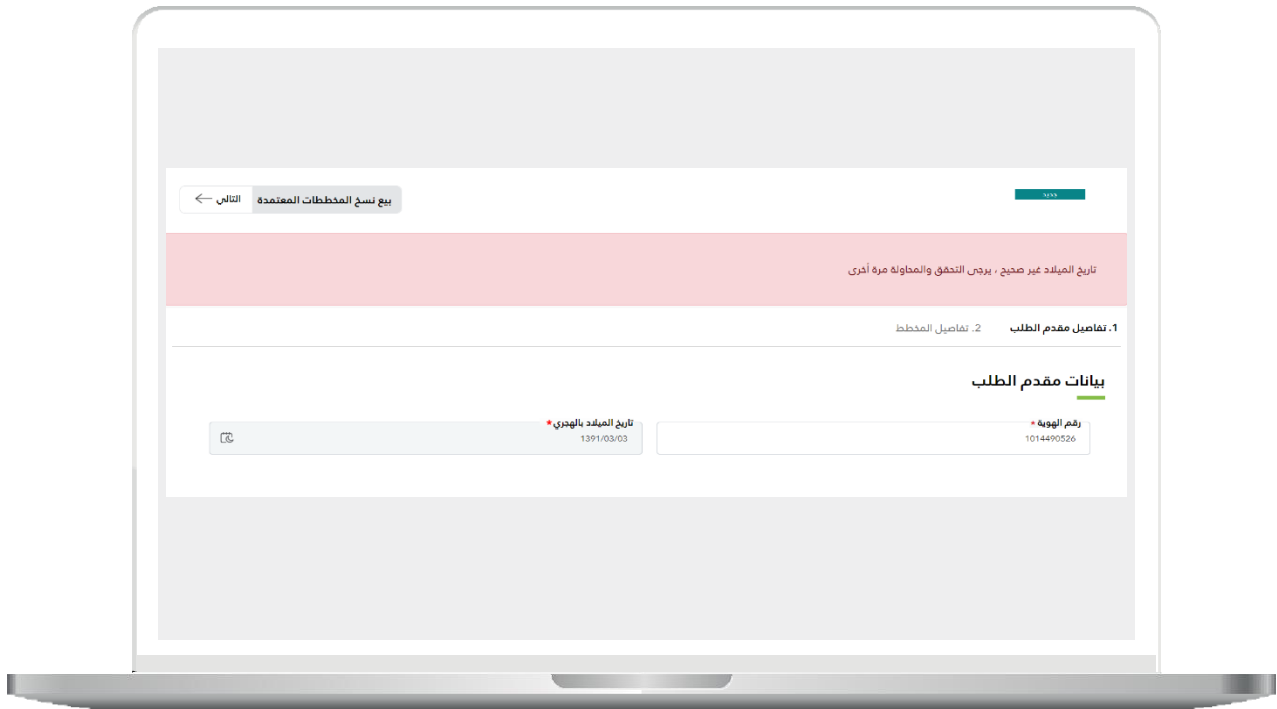 جديد
بيع نسخ المخططات المعتمدة التالي
تاريخ الميلاد غير صحيح ، يرجى التحقق والمحاولة مرة أخرى
1. تفاصيل مقدم الطلب 2. تفاصيل المخطط
بيانات مقدم الطلب
رقم الهوية * تاريخ الميلاد بالهجري *
1014490526 1391/03/03